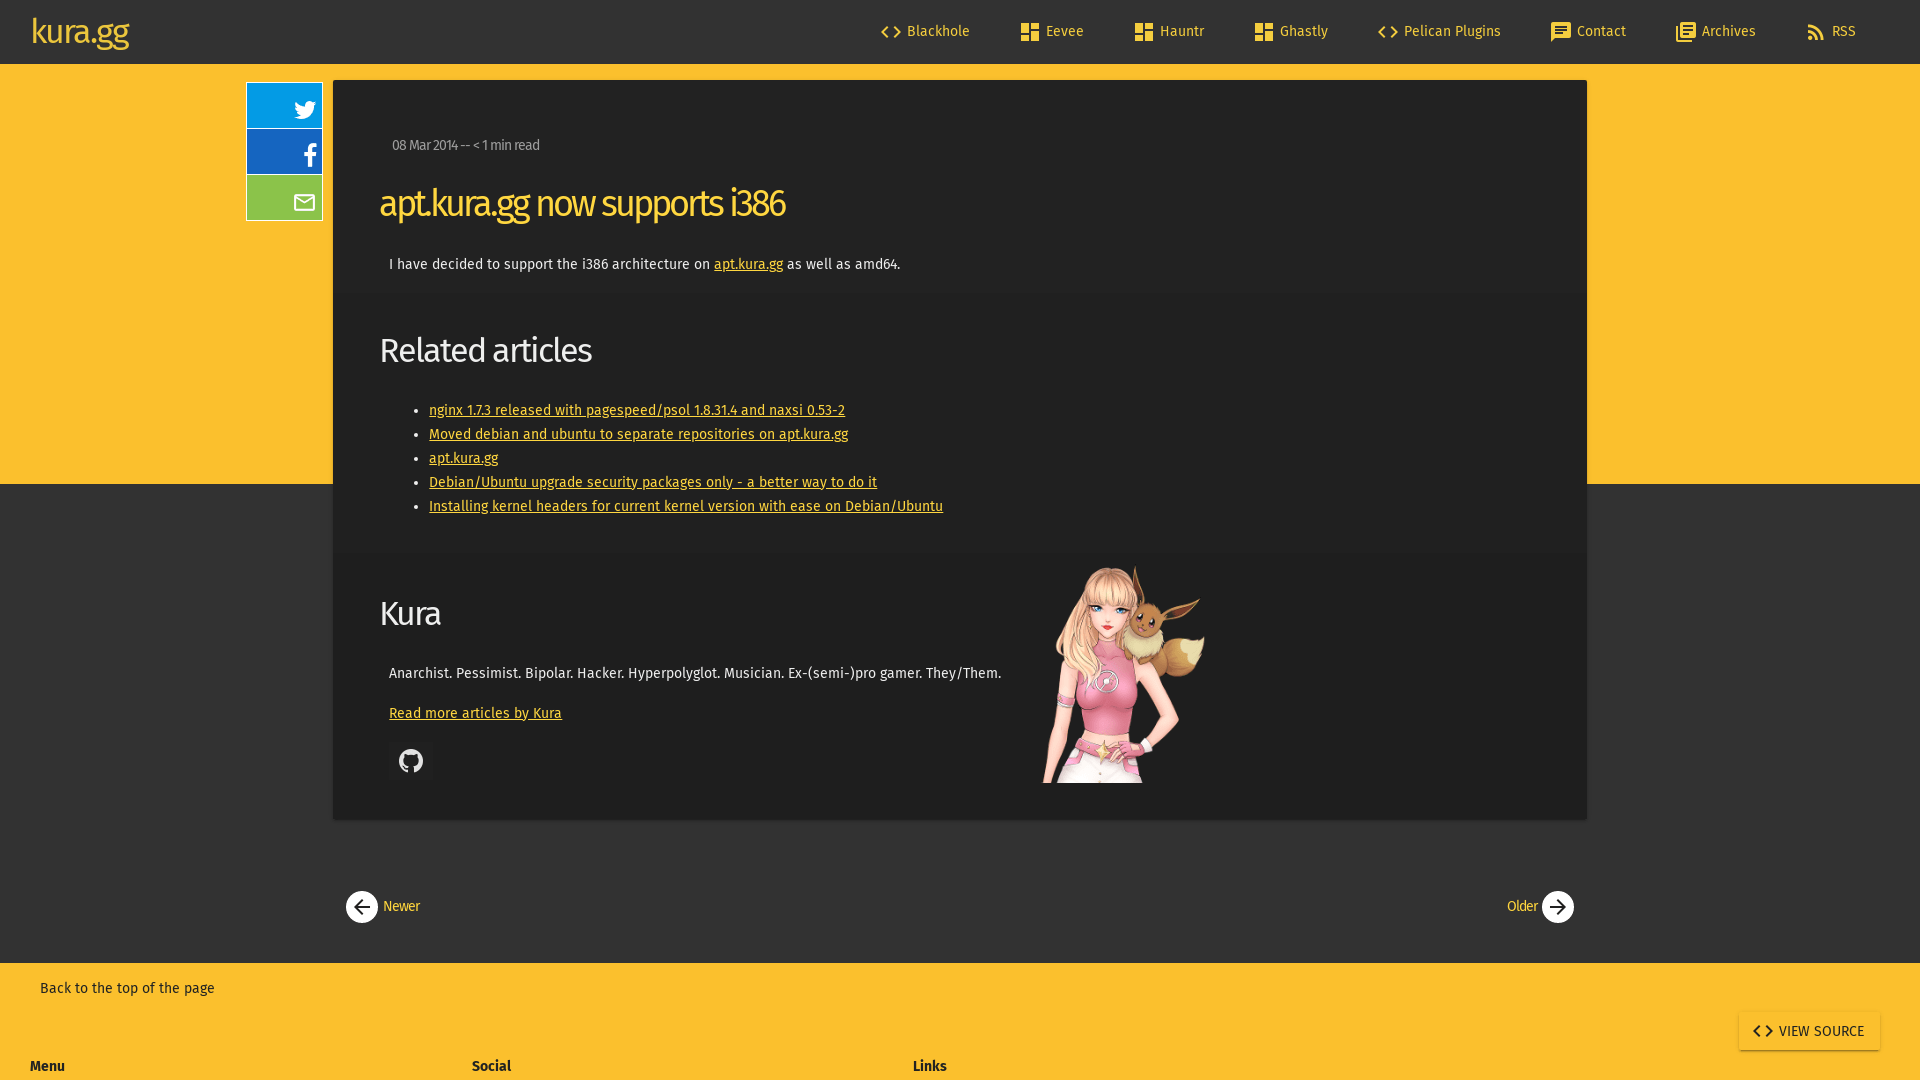 kura.gg
Blackhole
Eevee
Hauntr
Ghastly
Pelican Plugins
Contact
Archives
RSS
08 Mar 2014 -- < 1 min read
apt.kura.gg now supports i386
I have decided to support the i386 architecture on apt.kura.gg as well as amd64.
Related articles
nginx 1.7.3 released with pagespeed/psol 1.8.31.4 and naxsi 0.53-2
Moved debian and ubuntu to separate repositories on apt.kura.gg
apt.kura.gg
Debian/Ubuntu upgrade security packages only - a better way to do it
Installing kernel headers for current kernel version with ease on Debian/Ubuntu
Kura
Anarchist. Pessimist. Bipolar. Hacker. Hyperpolyglot. Musician. Ex-(semi-)pro gamer. They/Them.
Read more articles by Kura
Newer
Older
Back to the top of the page
VIEW SOURCE
Menu
Social
Links